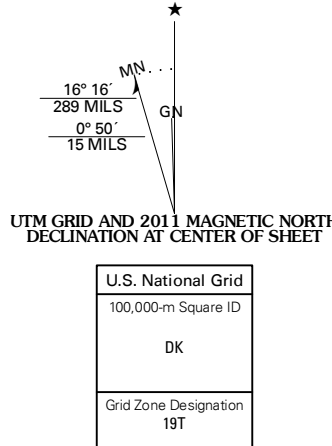 ★
MN
GN
16° 16´
289 MILS
0° 50´
15 MILS
UTM GRID AND 2011 MAGNETIC NORTH
DECLINATION AT CENTER OF SHEET
U.S. National Grid
100,000-m Square ID
DK
Grid Zone Designation
19T